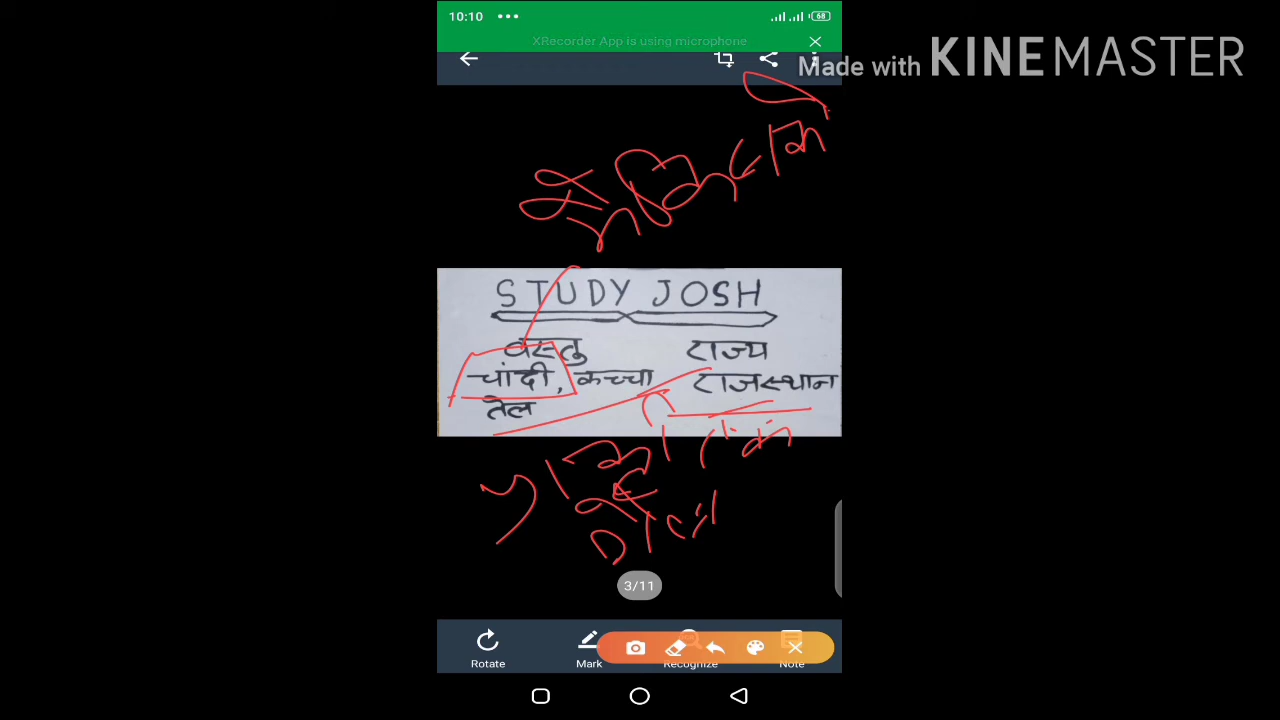 10:10
68
XRecorder App is using microphone
Made with KINEMASTER
STUDY JOSH
वस्तु राज्य
चांदी, कच्चा राजस्थान
तेल
3/11
Rotate Mark Recognize Note